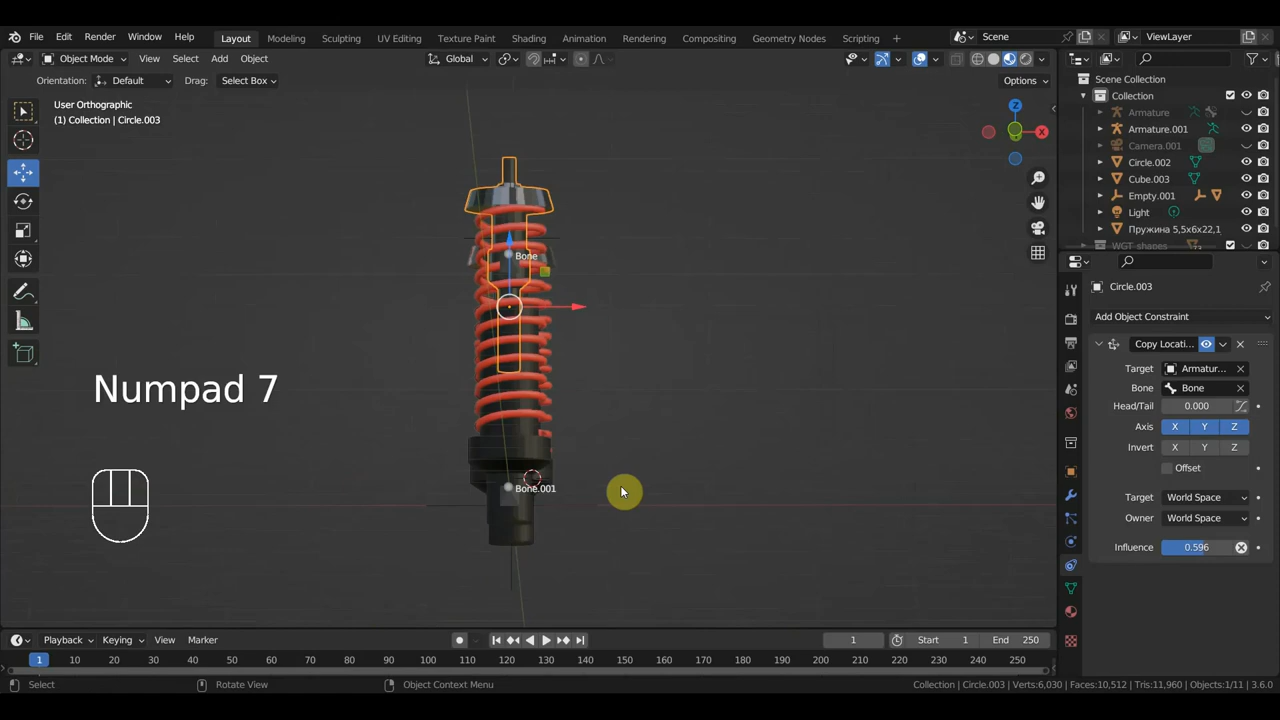 File Edit Render Window Help Layout Modeling Sculpting UV Editing Texture Paint Shading Animation Rendering Compositing Geometry Nodes Scripting + Scene ViewLayer
Object Mode View Select Add Object Global Options
Orientation: Default Drag: Select Box
User Orthographic
(1) Collection | Circle.003
Z
X
Bone
Bone.001
Numpad 7
Scene Collection
Collection
Armature
Armature.001
Camera.001
Circle.002
Cube.003
Empty.001
Light
Пружина 5,5x6x22,1
WGT_shapes
Circle.003
Add Object Constraint
Copy Locati...
Target Armatur...
Bone Bone
Head/Tail 0.000
Axis X Y Z
Invert X Y Z
Offset
Target World Space
Owner World Space
Influence 0.596
Playback Keying View Marker 1 Start 1 End 250
1 10 20 30 40 50 60 70 80 90 100 110 120 130 140 150 160 170 180 190 200 210 220 230 240 250
Select Rotate View Object Context Menu Collection | Circle.003 | Verts:6,030 | Faces:10,512 | Tris:11,960 | Objects:1/11 | 3.6.0